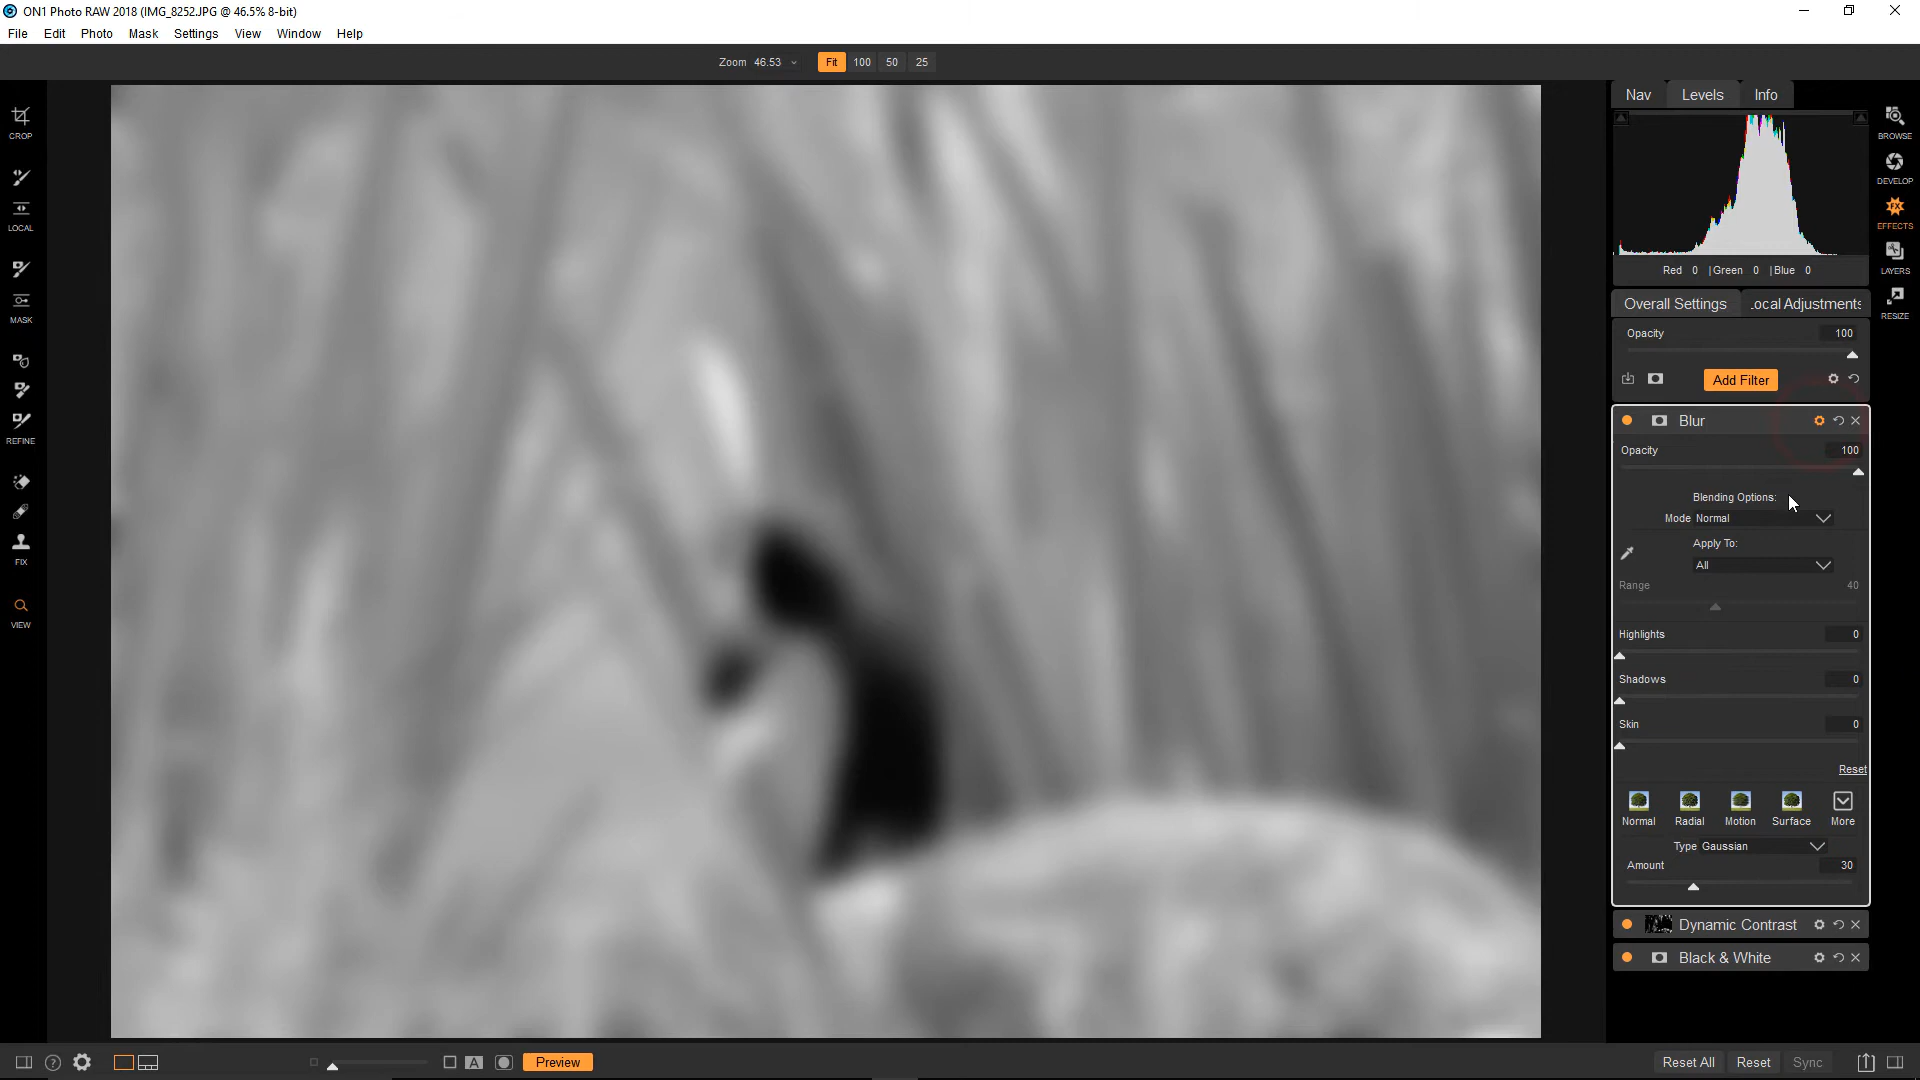 ON1 Photo RAW 2018 (IMG_8252.JPG @ 46.5% 8-bit)
File Edit Photo Mask Settings View Window Help
Zoom 46.53 Fit 100 50 25
CROP
LOCAL
MASK
REFINE
FIX
VIEW
Nav Levels Info
Red 0 |Green 0 |Blue 0
Overall Settings ocal Adjustments
Opacity 100
Add Filter
Blur
Opacity 100
Blending Options:
Mode Normal
Apply To:
All
Range 40
Highlights 0
Shadows 0
Skin 0
Reset
Normal Radial Motion Surface More
Type Gaussian
Amount 30
Dynamic Contrast
Black & White
BROWSE
DEVELOP
FX
EFFECTS
LAYERS
RESIZE
? A Preview Reset All Reset Sync